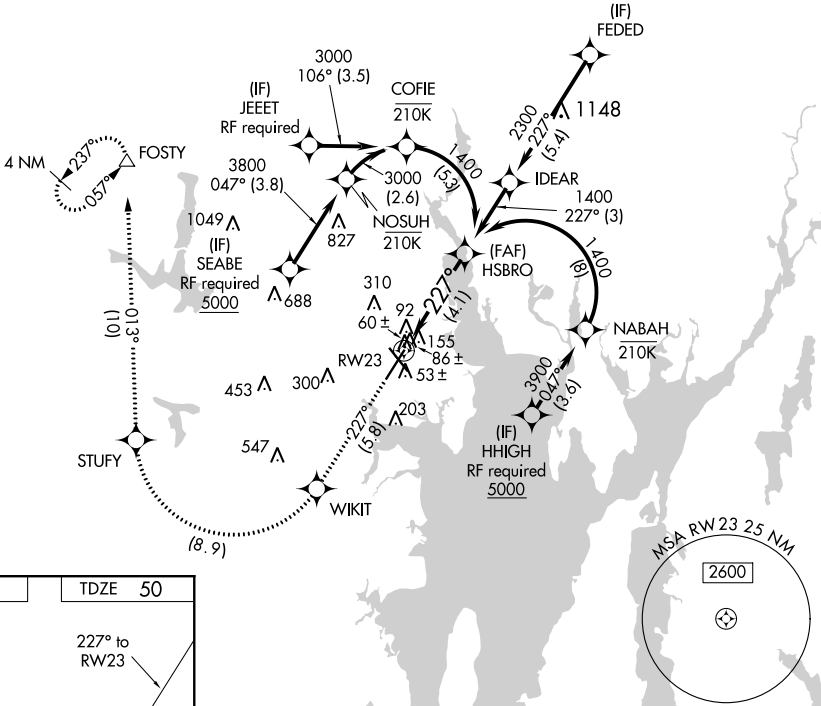 (IF)
FEDED
3000
106° (3.5)
(IF)
JEEET
RF required
COFIE
210K
1148
2300
227°
(5.4)
4 NM
237°
057°
FOSTY
3800
047° (3.8)
3000
(2.6)
1400
(5.3)
IDEAR
1400
227° (3)
NOSUH
210K
1049
827
(IF)
SEABE
RF required
5000
688
(FAF)
HSBRO
1400
(8)
227°
(4.1)
310
92
60 ±
155
86 ±
RW23
53 ±
NABAH
210K
013°
(10)
453
300
3900
047°
(3.6)
203
227°
(5.8)
(IF)
HHIGH
RF required
5000
547
STUFY
WIKIT
(8.9)
MSA RW 23 25 NM
2600
TDZE 50
227° to
RW23